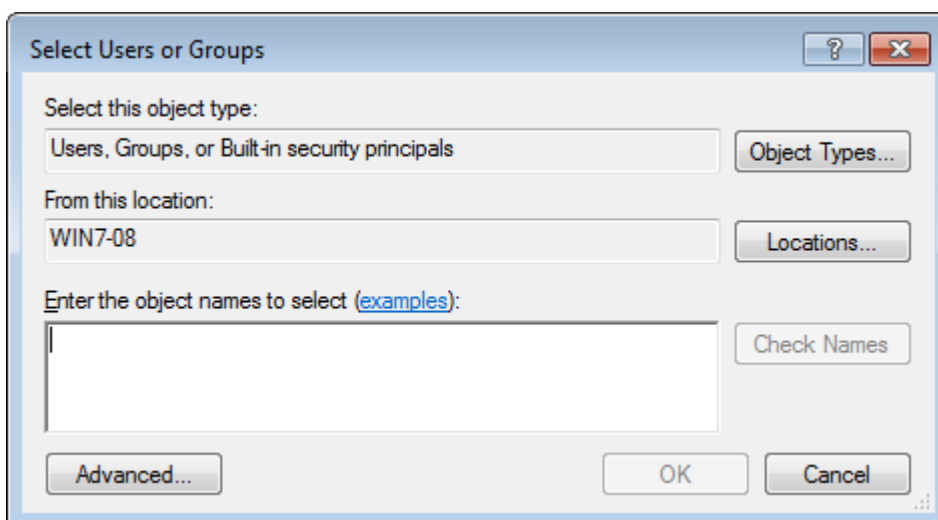 Select Users or Groups
?
Select this object type:
Users, Groups, or Built-in security principals
Object Types...
From this location:
WIN7-08
Locations...
Enter the object names to select (examples):
Check Names
Advanced...
OK
Cancel